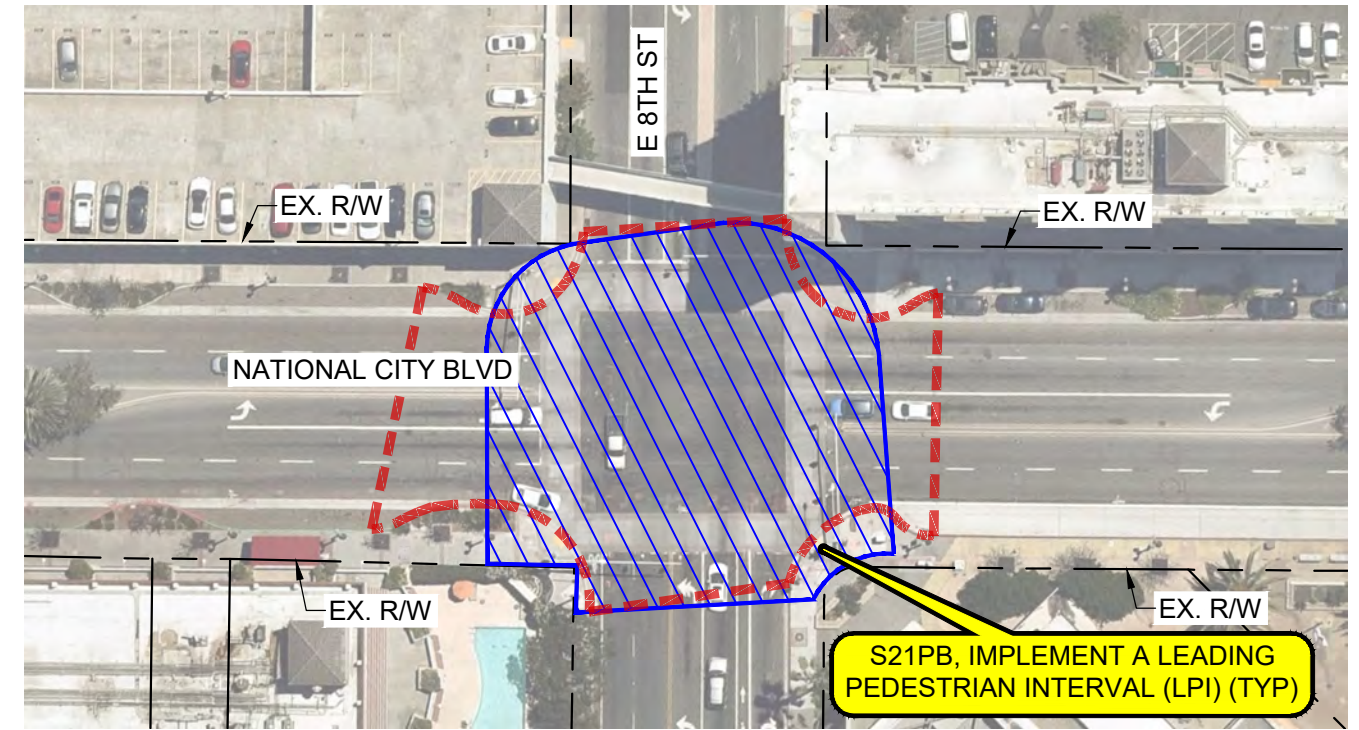 E 8TH ST
EX. R/W
EX. R/W
NATIONAL CITY BLVD
EX. R/W
EX. R/W
S21PB, IMPLEMENT A LEADING
PEDESTRIAN INTERVAL (LPI) (TYP)